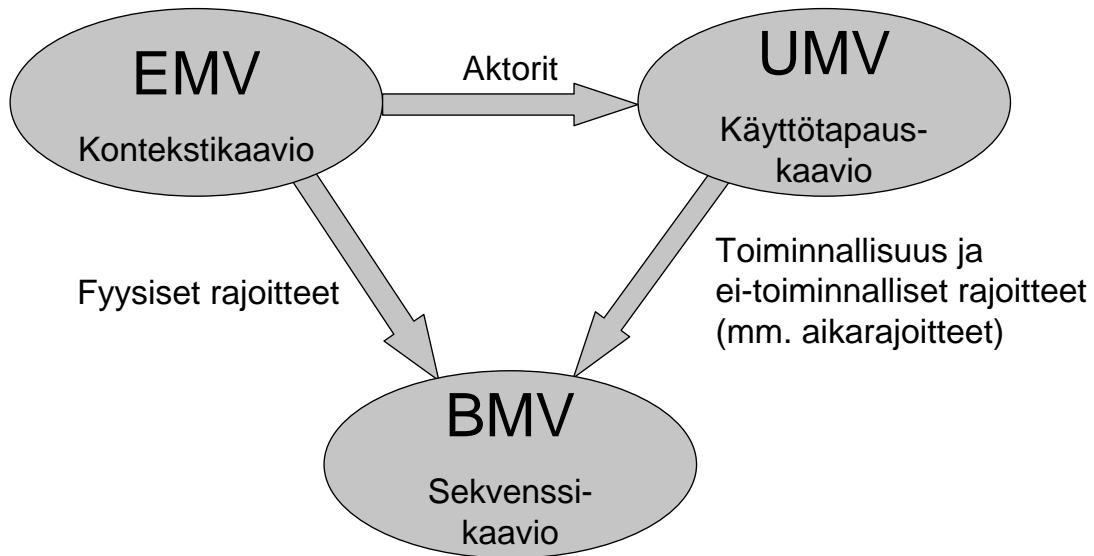 EMV
Kontekstikaavio
Aktorit
UMV
Käyttötapaus-
kaavio
Fyysiset rajoitteet
Toiminnallisuus ja
ei-toiminnalliset rajoitteet
(mm. aikarajoitteet)
BMV
Sekvenssi-
kaavio